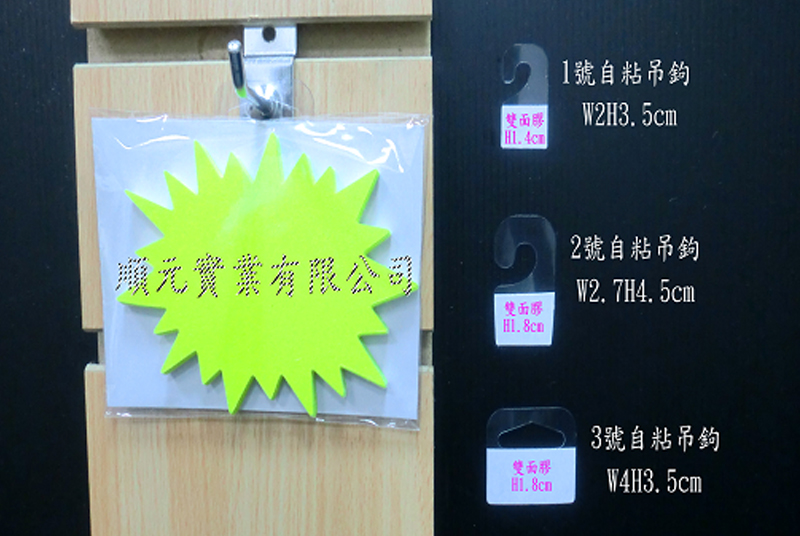 順元實業有限公司
1號自粘吊鉤
W2H3.5cm
雙面膠
H1.4cm
2號自粘吊鉤
W2.7H4.5cm
雙面膠
H1.8cm
3號自粘吊鉤
W4H3.5cm
雙面膠
H1.8cm